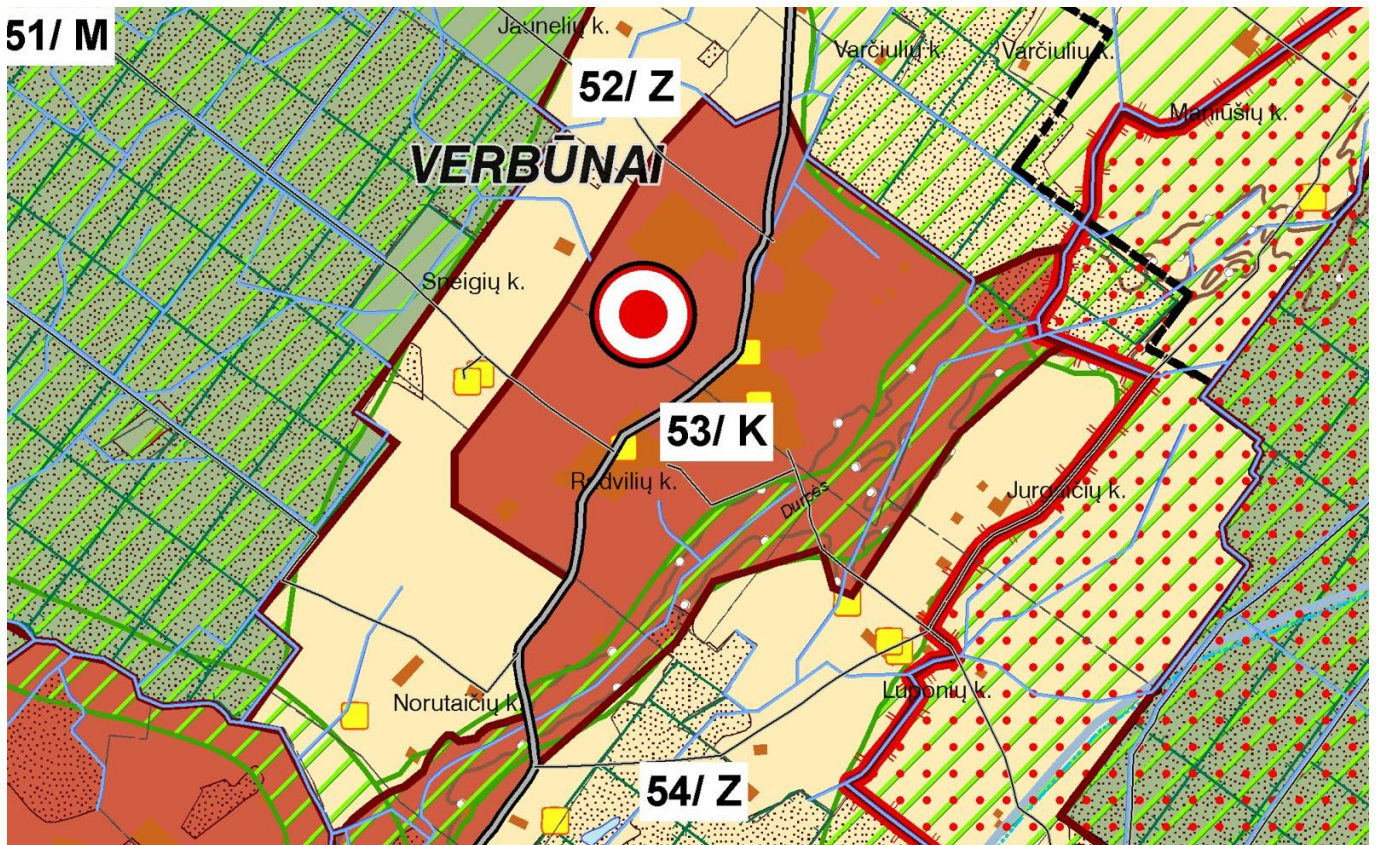 Jaunelių k.
51/ M
Varčiulių k.
Varčiulių k.
52/ Z
Maniūšių k.
VERBŪNAI
Sneigių k.
53/ K
Radvilių k.
Jurgaičių k.
Durčės
Luponių k.
Norutaičių k.
54/ Z